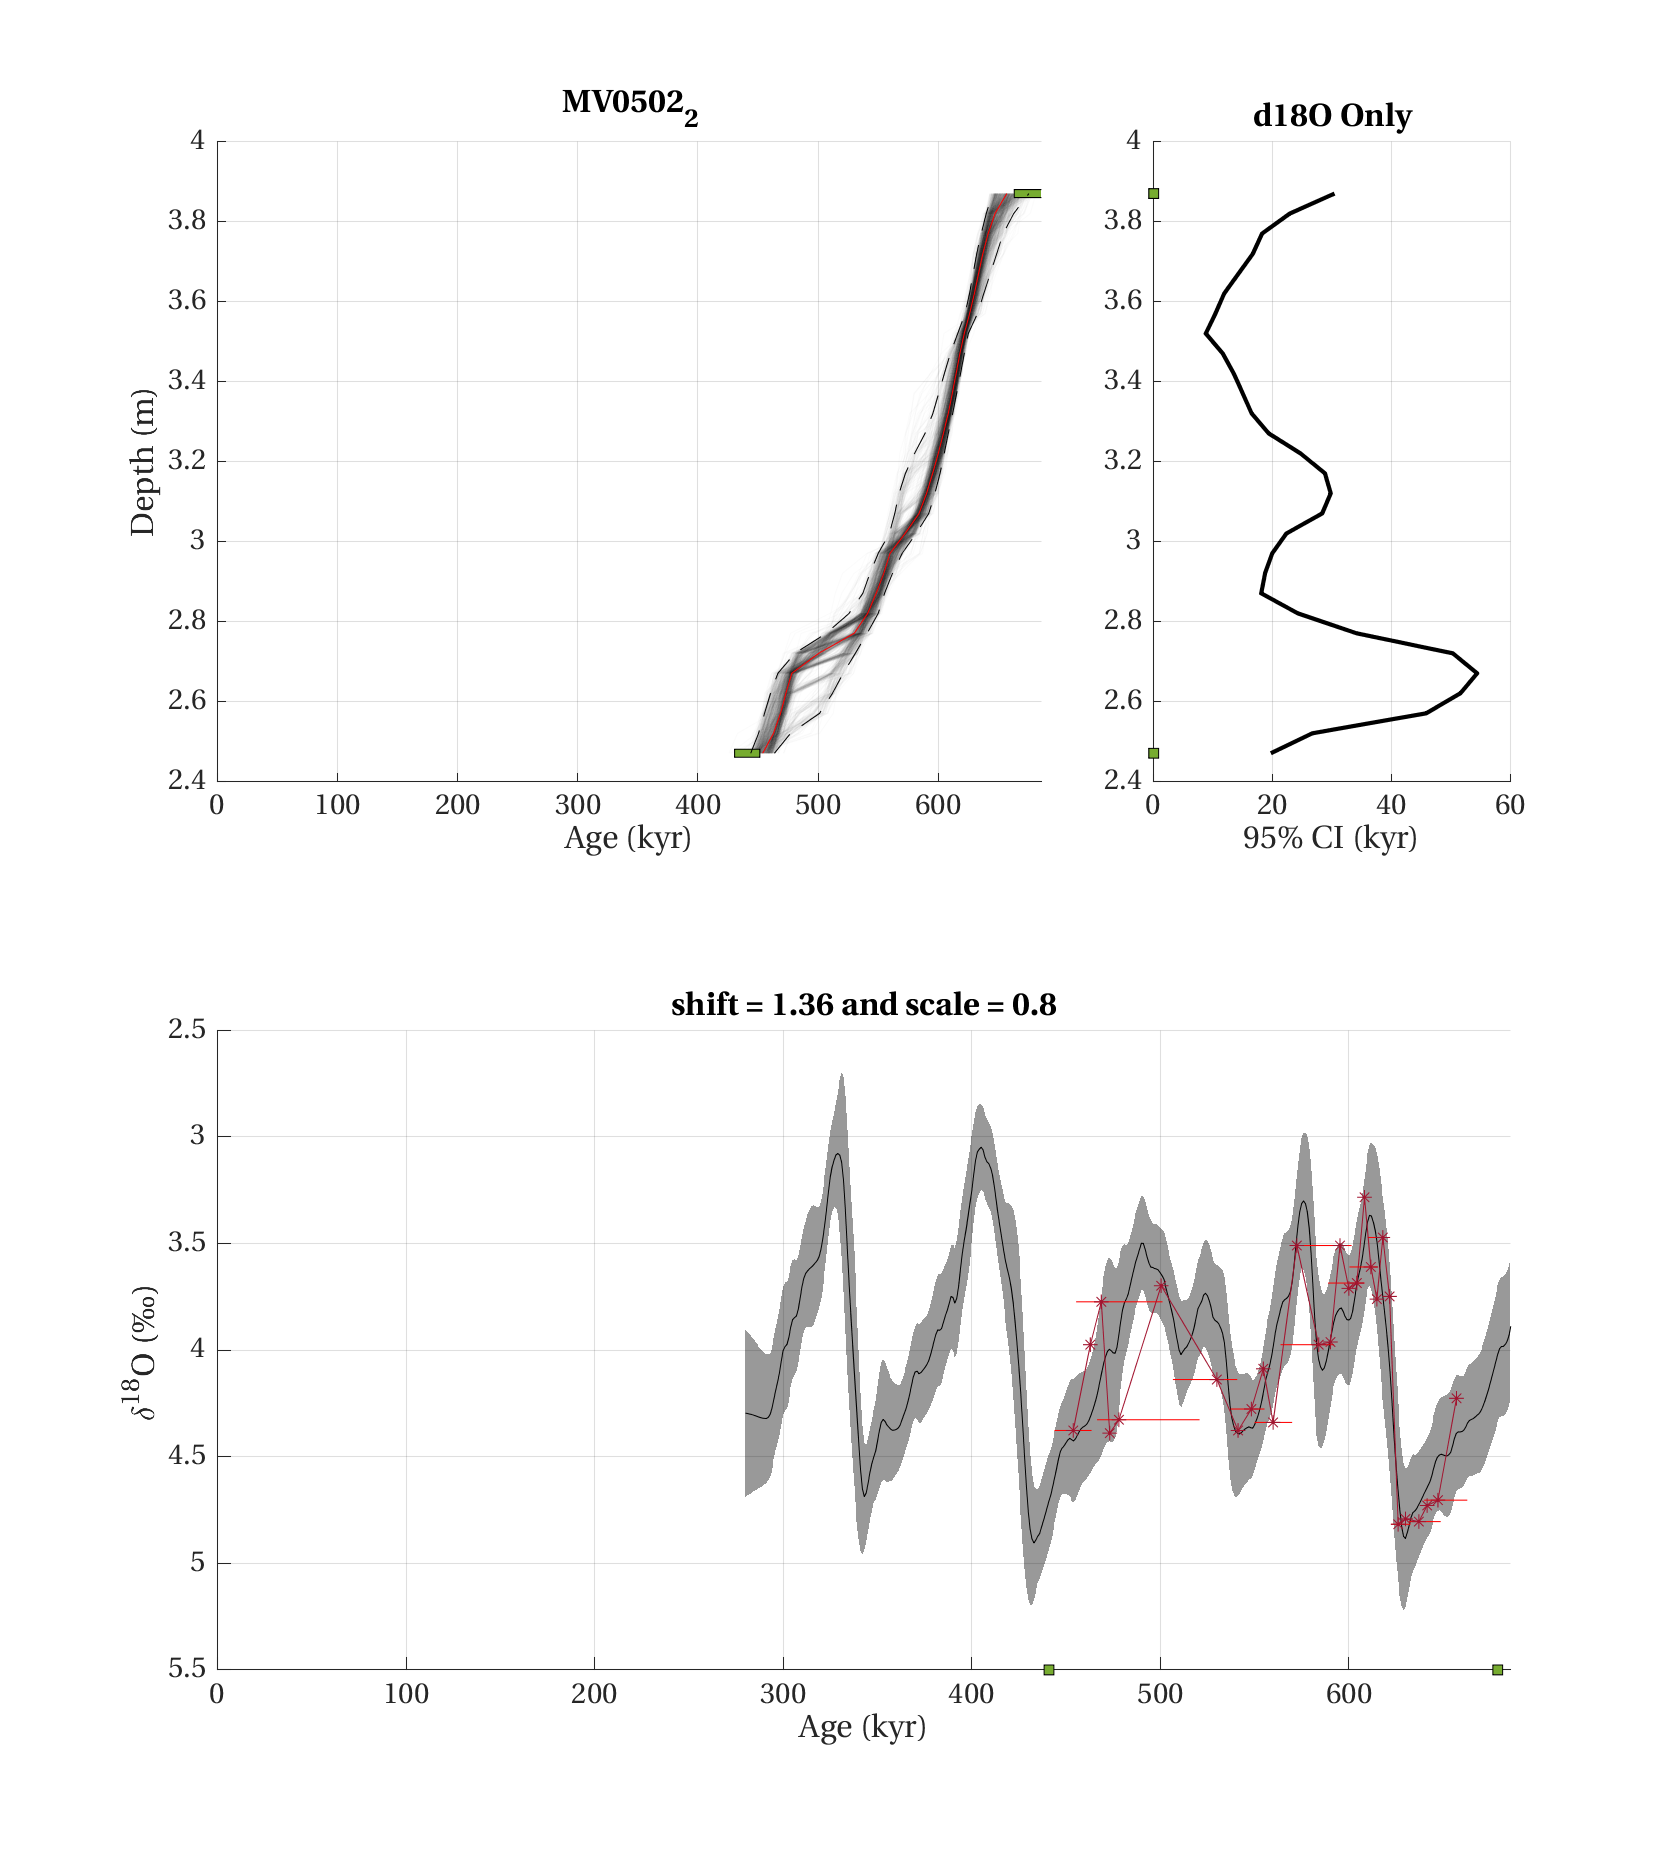 MV0502₂
d18O Only
4
3.8
3.6
3.4
3.2
3
2.8
2.6
2.4
Depth (m)
0 100 200 300 400 500 600
Age (kyr)
4
3.8
3.6
3.4
3.2
3
2.8
2.6
2.4
0 20 40 60
95% CI (kyr)
shift = 1.36 and scale = 0.8
2.5
3
3.5
4
4.5
5
5.5
δ¹⁸O (‰)
0 100 200 300 400 500 600
Age (kyr)